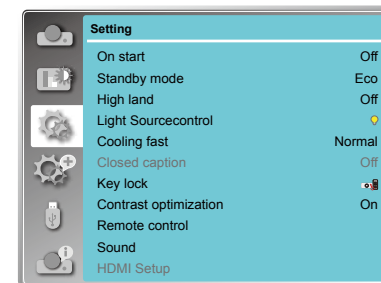 Setting
On start Off
Standby mode Eco
High land Off
Light Sourcecontrol
Cooling fast Normal
Closed caption Off
Key lock
Contrast optimization On
Remote control
Sound
HDMI Setup